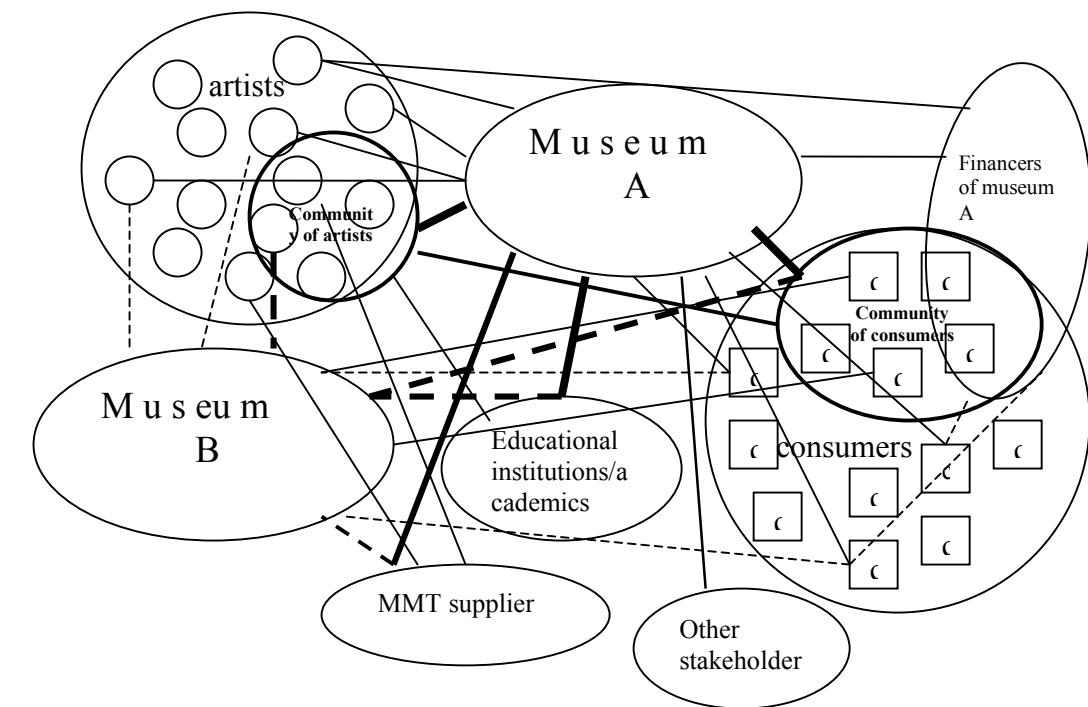 artists
M u s e u m
A
Financers
of museum
A
Communit
y of artists
c
c
Community
of consumers
c
c
c
c
M u s eu m
B
Educational
institutions/a
cademics
consumers
c
c
c
c
c
c
c
MMT supplier
Other
stakeholder